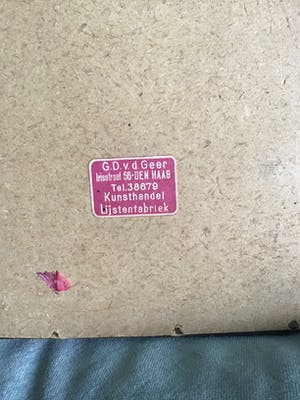 G.D.v.d.Geer
Irisstraat 56-DEN HAAG
Tel.38679
Kunsthandel
Lijstenfabriek